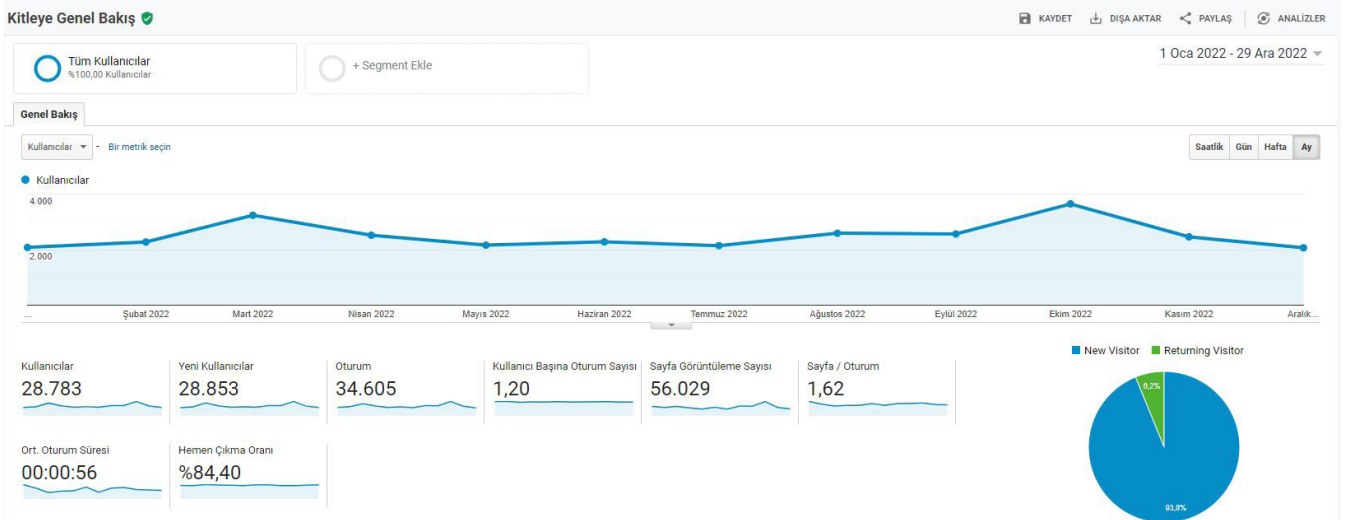 Kitleye Genel Bakış
KAYDET DIŞA AKTAR PAYLAŞ ANALİZLER
Tüm Kullanıcılar
%100,00 Kullanıcılar
+ Segment Ekle
1 Oca 2022 - 29 Ara 2022
Genel Bakış
Kullanıcılar - Bir metrik seçin
Saatlik Gün Hafta Ay
Kullanıcılar
4.000
2.000
... Şubat 2022 Mart 2022 Nisan 2022 Mayıs 2022 Haziran 2022 Temmuz 2022 Ağustos 2022 Eylül 2022 Ekim 2022 Kasım 2022 Aralık...
New Visitor Returning Visitor
Kullanıcılar Yeni Kullanıcılar Oturum Kullanıcı Başına Oturum Sayısı Sayfa Görüntüleme Sayısı Sayfa / Oturum
28.783 28.853 34.605 1,20 56.029 1,62
6,2%
Ort. Oturum Süresi Hemen Çıkma Oranı
00:00:56 %84,40
93,8%